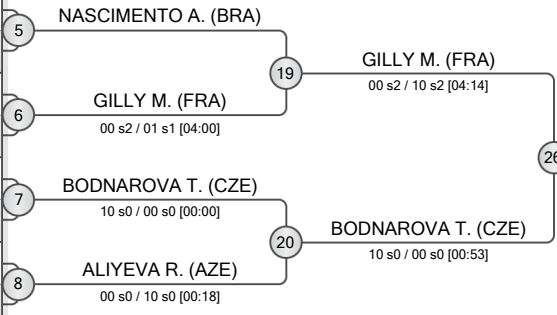 NASCIMENTO A. (BRA)
5
19
GILLY M. (FRA)
00 s2 / 10 s2 [04:14]
GILLY M. (FRA)
6
00 s2 / 01 s1 [04:00]
26
BODNAROVA T. (CZE)
7
10 s0 / 00 s0 [00:00]
20
BODNAROVA T. (CZE)
10 s0 / 00 s0 [00:53]
ALIYEVA R. (AZE)
8
00 s0 / 10 s0 [00:18]